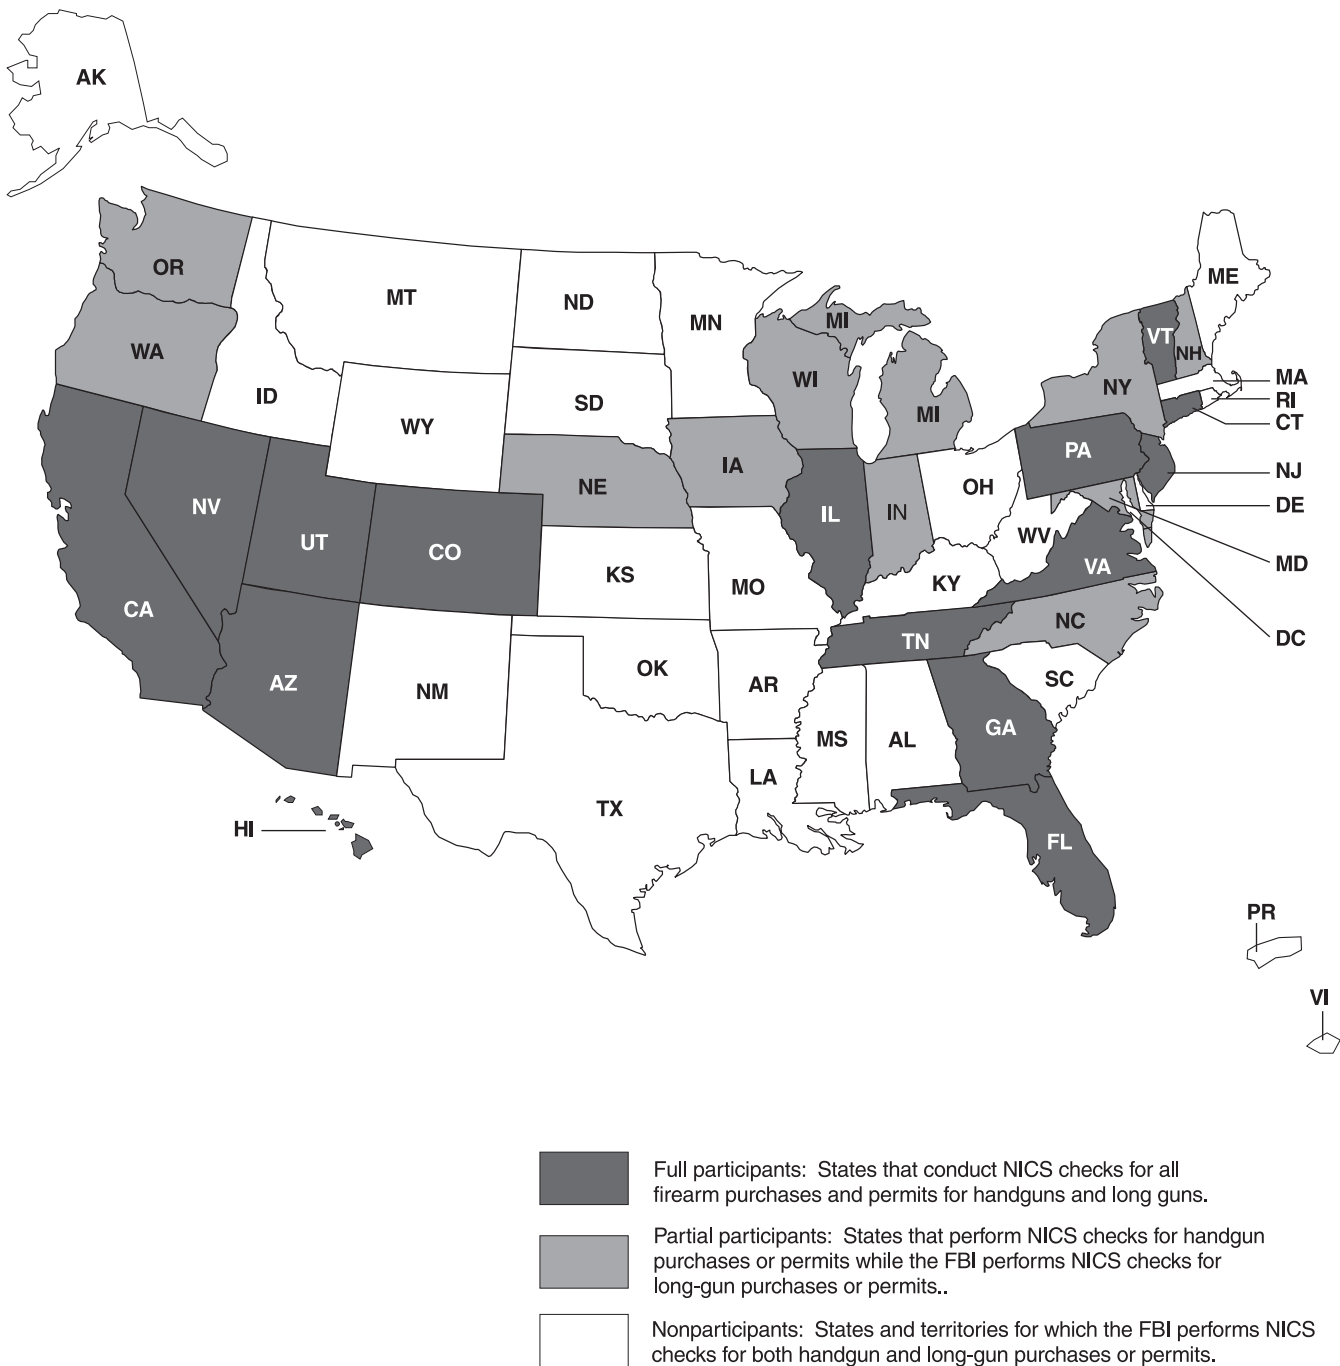 AK
ME
OR
MT
ND
MN
MI
VT
NH
WA
WI
NY
MA
ID
SD
MI
RI
WY
CT
IA
PA
NE
NJ
NV
OH
DE
IL
IN
UT
CO
WV
MD
KS
MO
KY
VA
CA
NC
DC
TN
OK
AZ
NM
AR
SC
GA
MS
AL
LA
TX
HI
FL
PR
VI
Full participants: States that conduct NICS checks for all
firearm purchases and permits for handguns and long guns.
Partial participants: States that perform NICS checks for handgun
purchases or permits while the FBI performs NICS checks for
long-gun purchases or permits..
Nonparticipants: States and territories for which the FBI performs NICS
checks for both handgun and long-gun purchases or permits.